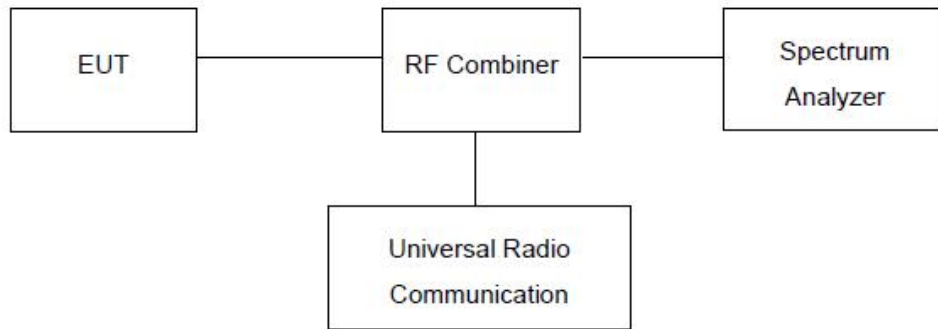 EUT
RF Combiner
Spectrum
Analyzer
Universal Radio
Communication